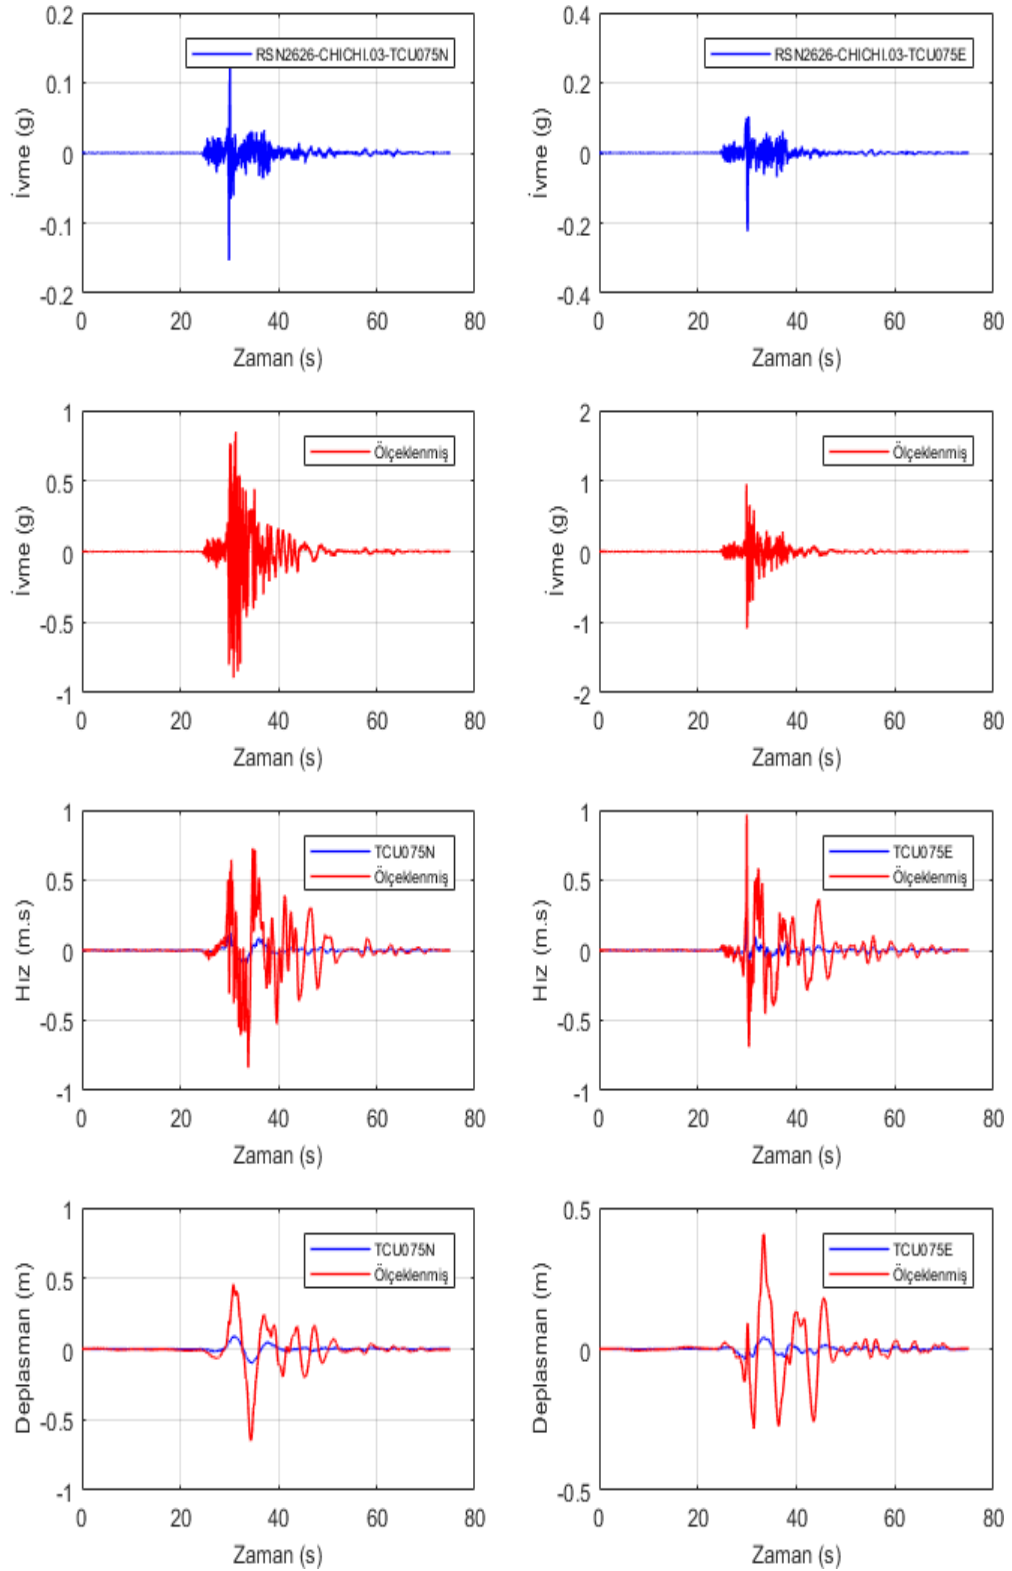 0.2
0.1
0
-0.1
-0.2
İvme (g)
RSN2626-CHICHI.03-TCU075N
0 20 40 60 80
Zaman (s)
0.4
0.2
0
-0.2
-0.4
İvme (g)
RSN2626-CHICHI.03-TCU075E
0 20 40 60 80
Zaman (s)
1
0.5
0
-0.5
-1
İvme (g)
Ölçeklenmiş
0 20 40 60 80
Zaman (s)
2
1
0
-1
-2
İvme (g)
Ölçeklenmiş
0 20 40 60 80
Zaman (s)
1
0.5
0
-0.5
-1
Hız (m.s)
TCU075N
Ölçeklenmiş
0 20 40 60 80
Zaman (s)
1
0.5
0
-0.5
-1
Hız (m.s)
TCU075E
Ölçeklenmiş
0 20 40 60 80
Zaman (s)
1
0.5
0
-0.5
-1
Deplasman (m)
TCU075N
Ölçeklenmiş
0 20 40 60 80
Zaman (s)
0.5
0
-0.5
Deplasman (m)
TCU075E
Ölçeklenmiş
0 20 40 60 80
Zaman (s)